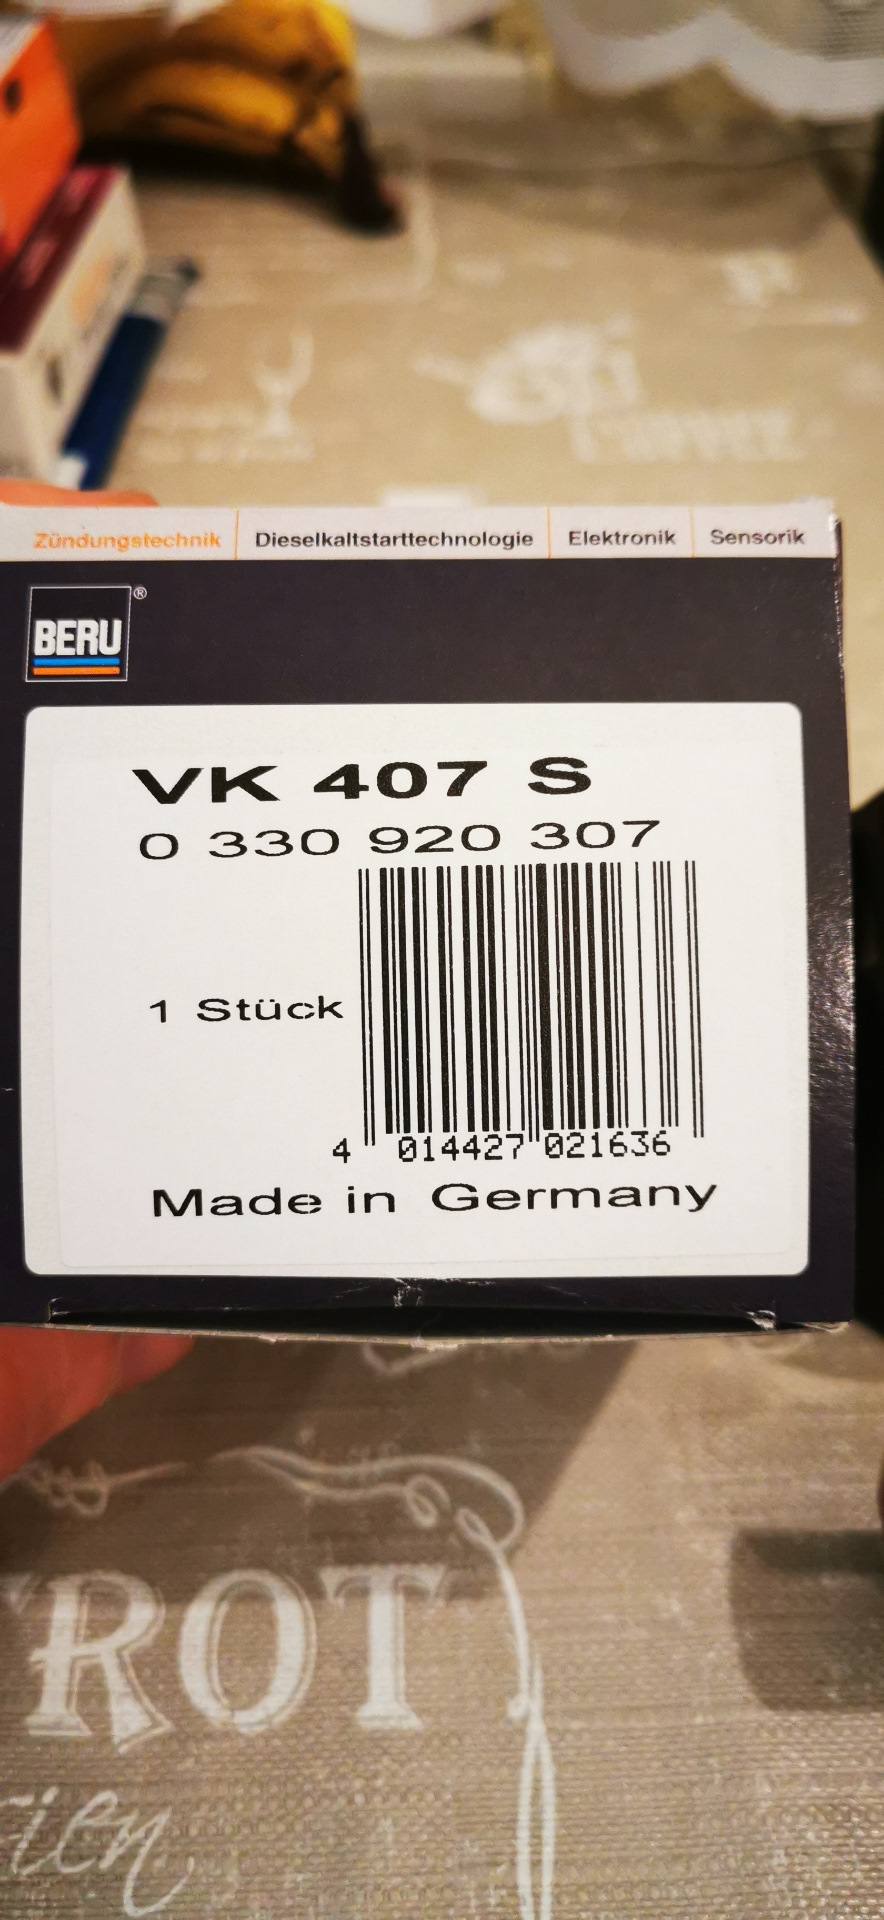 Zündungstechnik Dieselkaltstarttechnologie Elektronik Sensorik
BERU®
VK 407 S
0 330 920 307
1 Stück
4 014427 021636
Made in Germany
ROT
ien